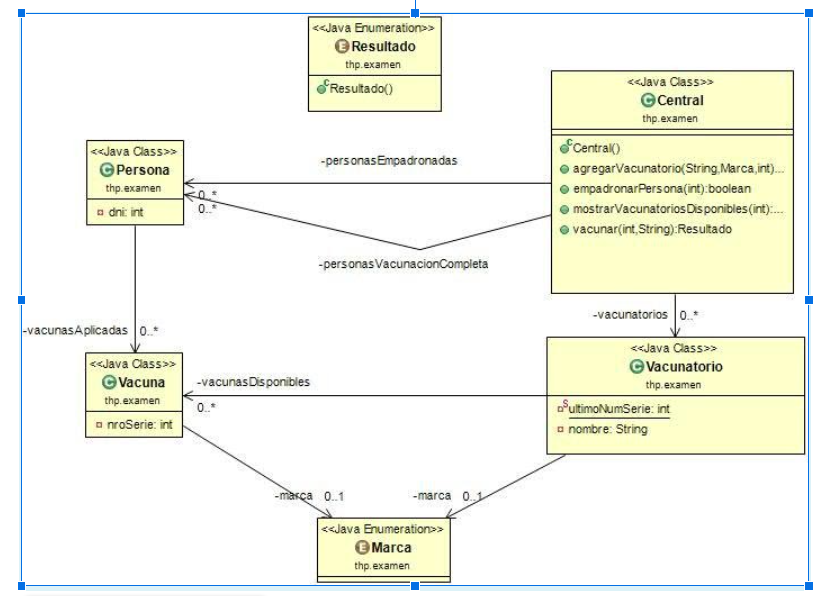 <<Java Enumeration>>
Resultado
thp.examen
Resultado()
<<Java Class>>
Central
thp.examen
Central()
agregarVacunatorio(String,Marca,int)...
empadronarPersona(int):boolean
mostrarVacunatoriosDisponibles(int):...
vacunar(int,String):Resultado
<<Java Class>>
Persona
thp.examen
dni: int
-personasEmpadronadas
0..*
0..*
-personasVacunacionCompleta
-vacunatorios 0..*
-vacunasAplicadas 0..*
<<Java Class>>
Vacuna
thp.examen
nroSerie: int
-vacunasDisponibles
0..*
<<Java Class>>
Vacunatorio
thp.examen
ultimoNumSerie: int
nombre: String
-marca 0..1
-marca 0..1
<<Java Enumeration>>
Marca
thp.examen